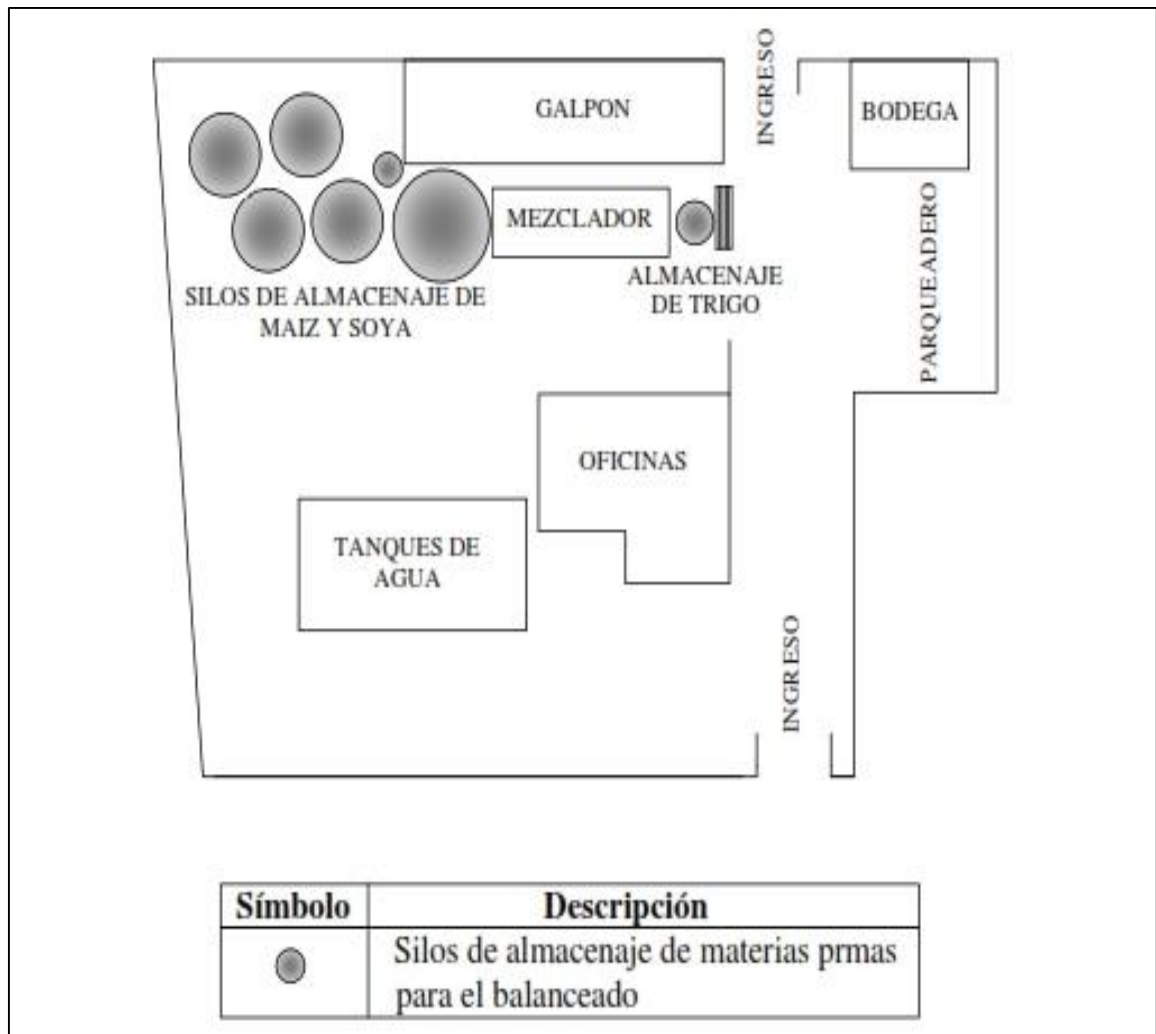 GALPON
INGRESO
BODEGA
MEZCLADOR
ALMACENAJE
DE TRIGO
PARQUEADERO
SILOS DE ALMACENAJE DE
MAIZ Y SOYA
OFICINAS
TANQUES DE
AGUA
INGRESO
Símbolo Descripción
Silos de almacenaje de materias prmas
para el balanceado